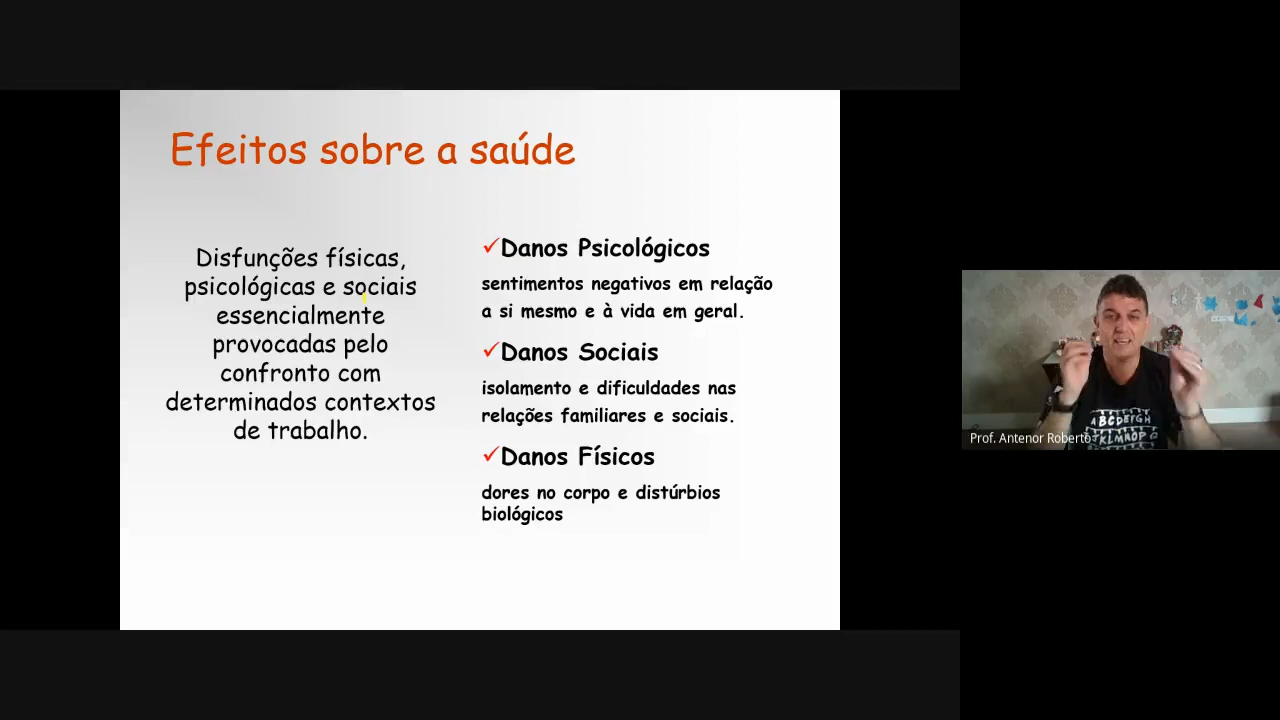 Efeitos sobre a saúde
Disfunções físicas,
psicológicas e sociais
essencialmente
provocadas pelo
confronto com
determinados contextos
de trabalho.
✓Danos Psicológicos
sentimentos negativos em relação
a si mesmo e à vida em geral.
✓Danos Sociais
isolamento e dificuldades nas
relações familiares e sociais.
✓Danos Físicos
dores no corpo e distúrbios
biológicos
ABCDEFGH
Prof. Antenor Roberto